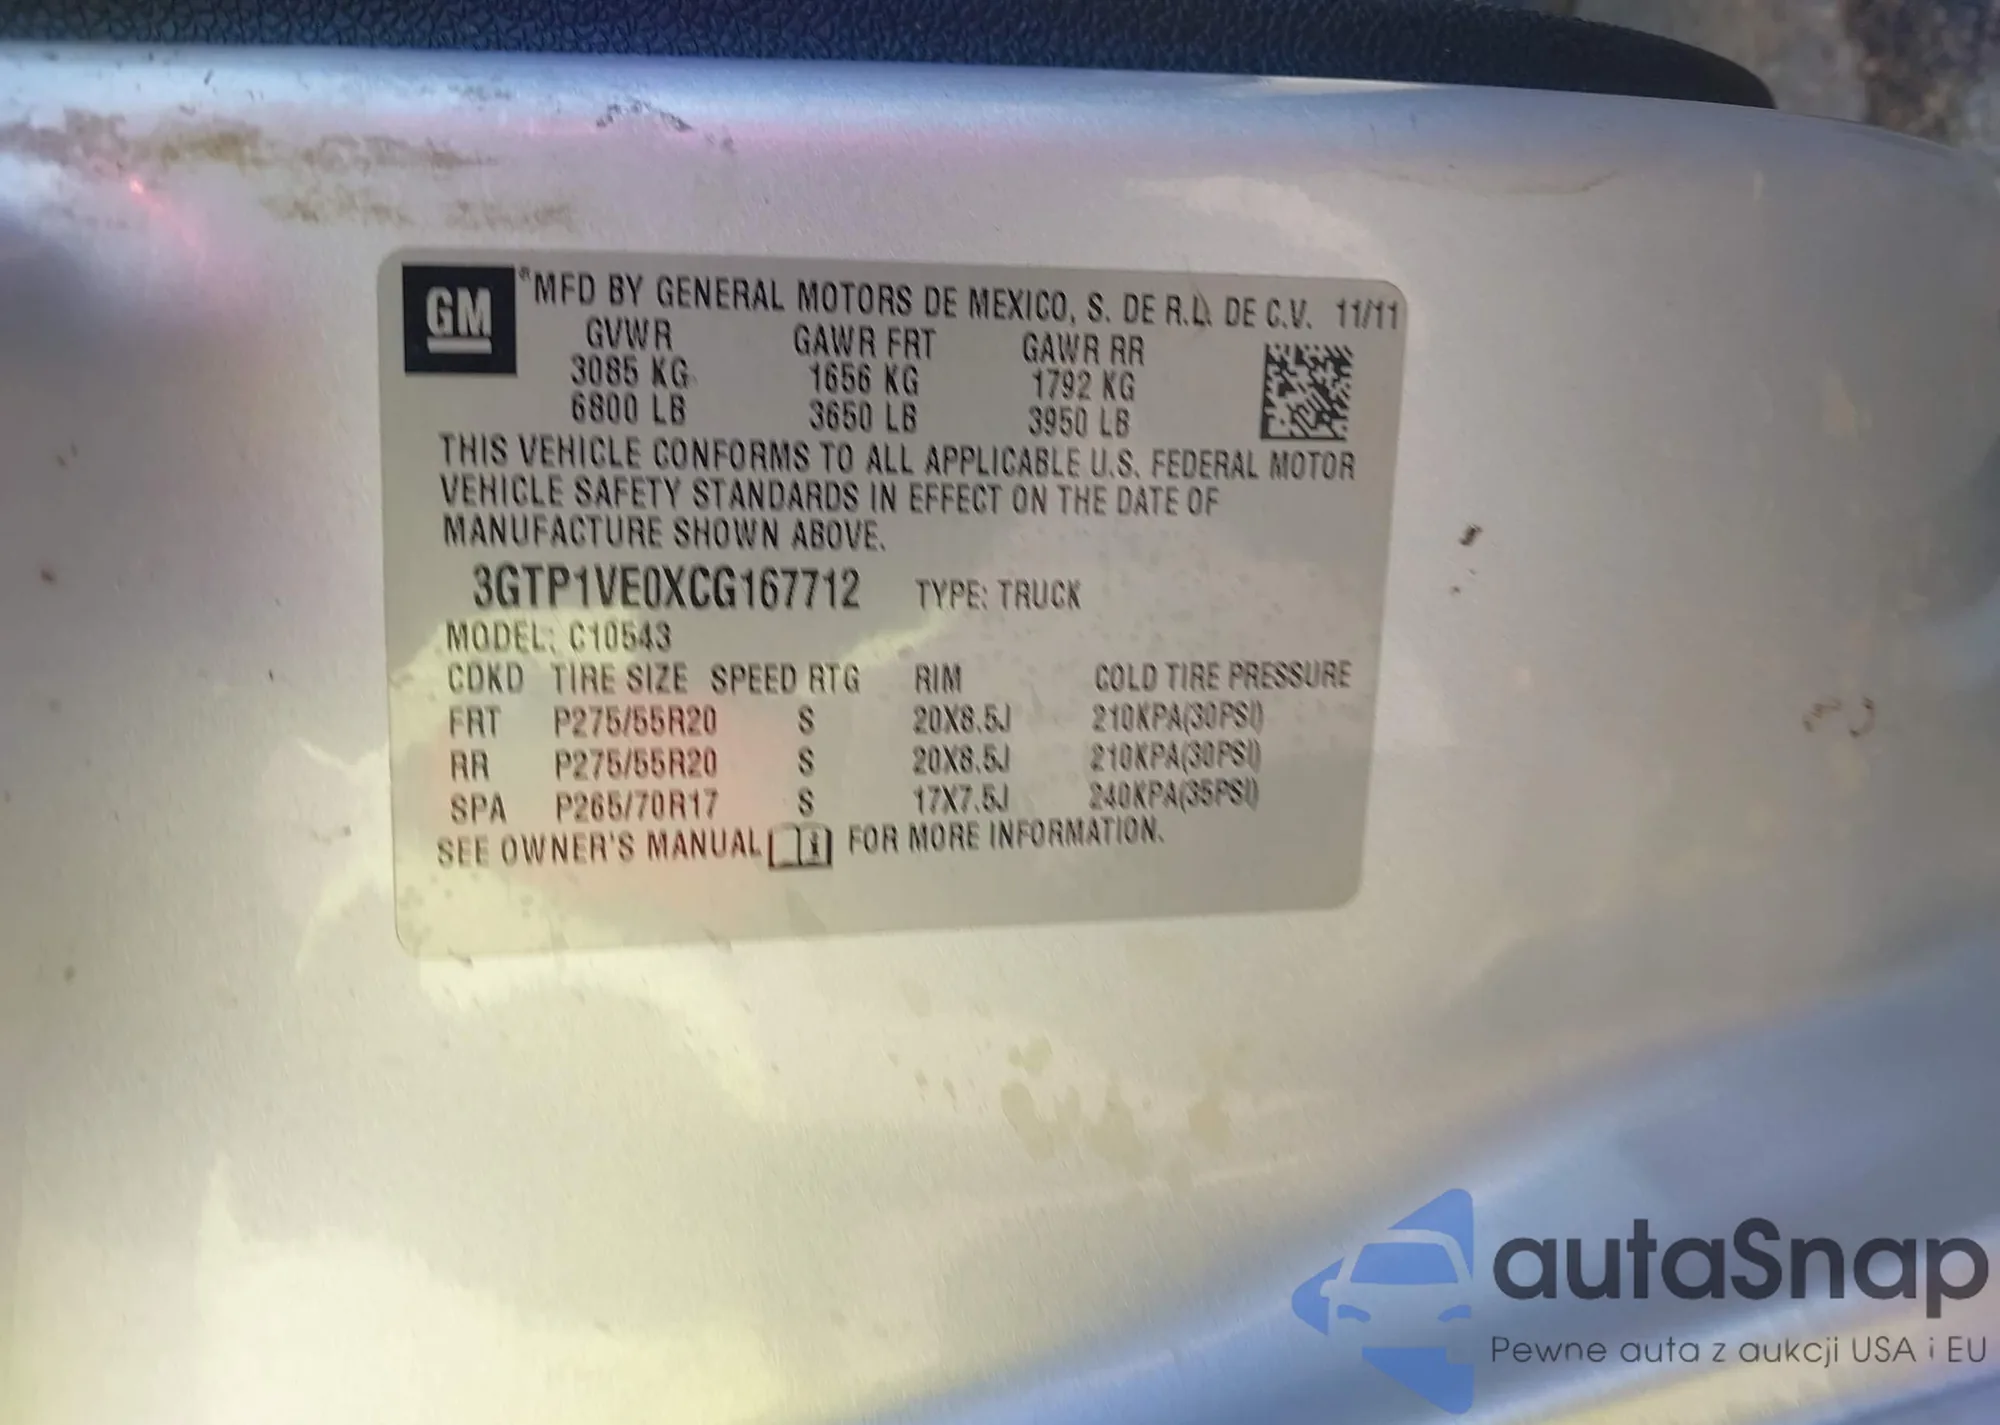 GM ®MFD BY GENERAL MOTORS DE MEXICO, S. DE R.L. DE C.V. 11/11
GVWR GAWR FRT GAWR RR
3085 KG 1656 KG 1792 KG
6800 LB 3650 LB 3950 LB
THIS VEHICLE CONFORMS TO ALL APPLICABLE U.S. FEDERAL MOTOR
VEHICLE SAFETY STANDARDS IN EFFECT ON THE DATE OF
MANUFACTURE SHOWN ABOVE.
3GTP1VE0XCG167712 TYPE: TRUCK
MODEL: C10543
CDKD TIRE SIZE SPEED RTG RIM COLD TIRE PRESSURE
FRT P275/55R20 S 20X8.5J 210KPA(30PSI)
RR P275/55R20 S 20X8.5J 210KPA(30PSI)
SPA P265/70R17 S 17X7.5J 240KPA(35PSI)
SEE OWNER'S MANUAL FOR MORE INFORMATION.
autaSnap
Pewne auta z aukcji USA i EU